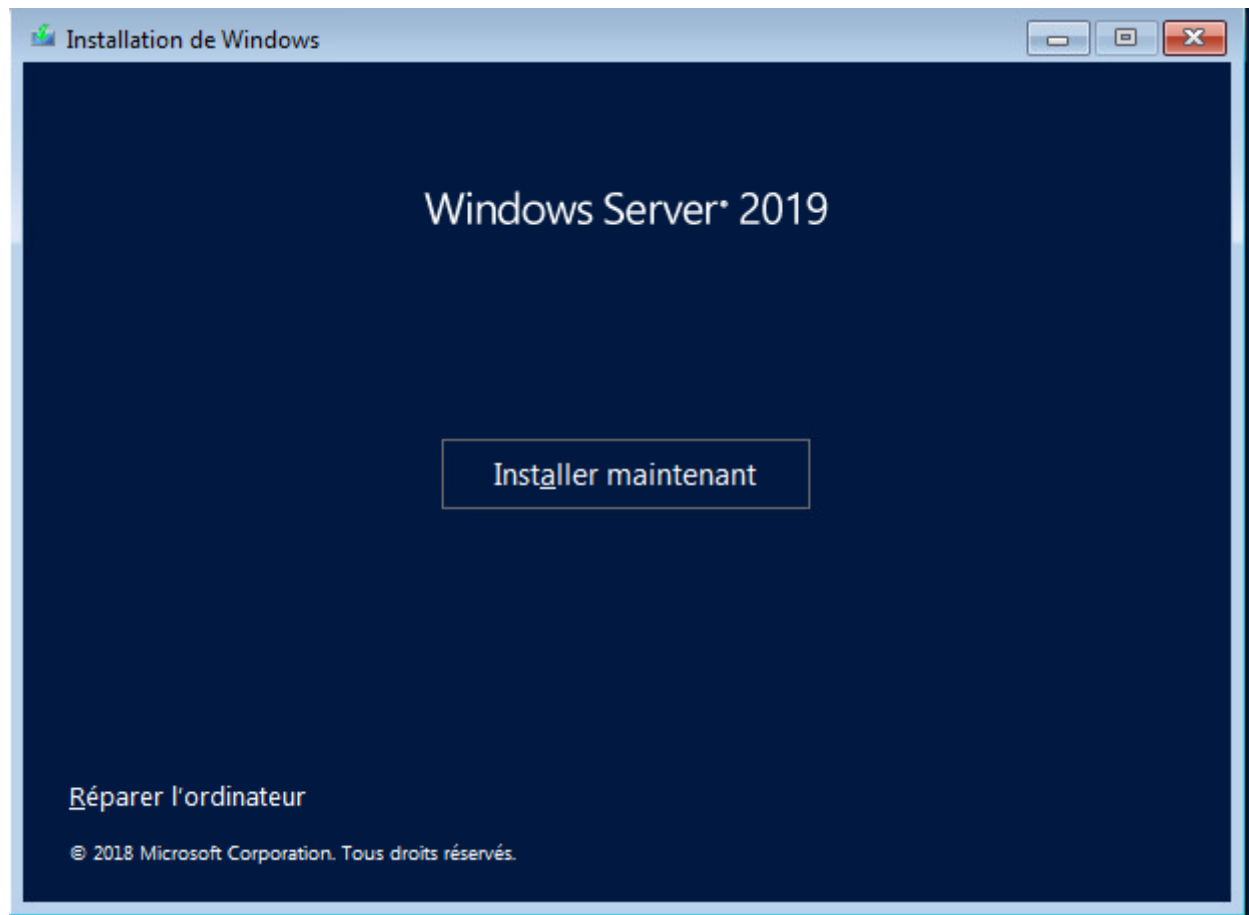 Installation de Windows
Windows Server® 2019
Installer maintenant
Réparer l'ordinateur
© 2018 Microsoft Corporation. Tous droits réservés.